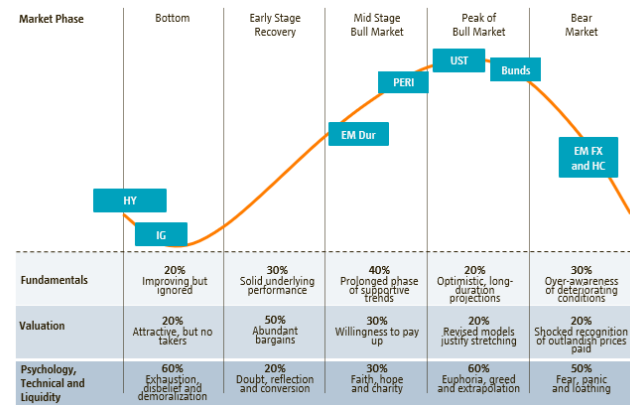 Market Phase
Bottom
Early Stage
Recovery
Mid Stage
Bull Market
Peak of
Bull Market
Bear
Market
UST
Bunds
PERI
EM Dur
EM FX
and HC
HY
IG
Fundamentals
20%
Improving but
ignored
30%
Solid underlying
performance
40%
Prolonged phase
of supportive
trends
20%
Optimistic, long-
duration
projections
30%
Over-awareness
of deteriorating
conditions
Valuation
20%
Attractive, but no
takers
50%
Abundant
bargains
30%
Willingness to pay
up
20%
Revised models
justify stretching
20%
Shocked recognition
of outlandish prices
paid
Psychology,
Technical and
Liquidity
60%
Exhaustion,
disbelief and
demoralization
20%
Doubt, reflection
and conversion
30%
Faith, hope
and charity
60%
Euphoria, greed
and extrapolation
50%
Fear, panic
and loathing